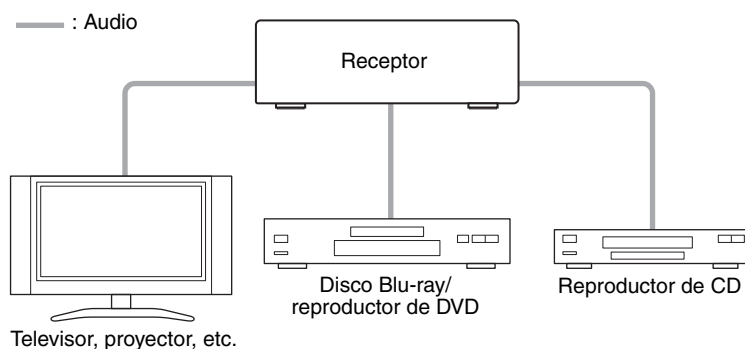 : Audio
Receptor
Disco Blu-ray/
reproductor de DVD
Reproductor de CD
Televisor, proyector, etc.